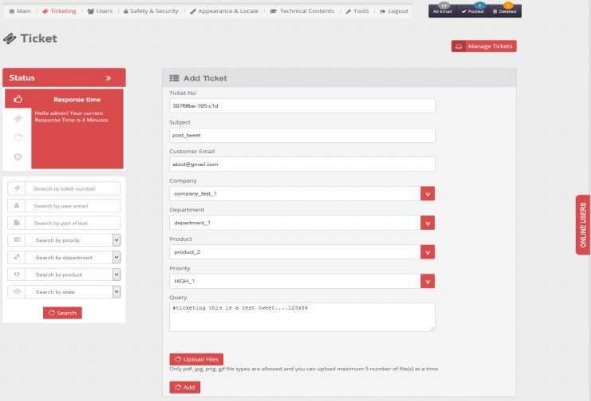 Main Ticketing Users Safety & Security Appearance & Locale Technical Contents Tools Logout
All Email Posted Deleted
Ticket
Manage Tickets
Status »
Response time
Hello admin! Your current
Response Time is 4 Minutes
Search by ticket number
Search by user email
Search by part of text
Search by priority
Search by department
Search by product
Search by state
Search
Add Ticket
Ticket No
Subject
post_tweet
Customer Email
abcd@gmail.com
Company
company_test_1
Department
department_1
Product
product_2
Priority
HIGH_1
Query
#ticketing this is a test tweet....123456
Upload Files
Only pdf, jpg, png, gif file types are allowed and you can upload maximum 5 number of file(s) at a time
Add
ONLINE USERS